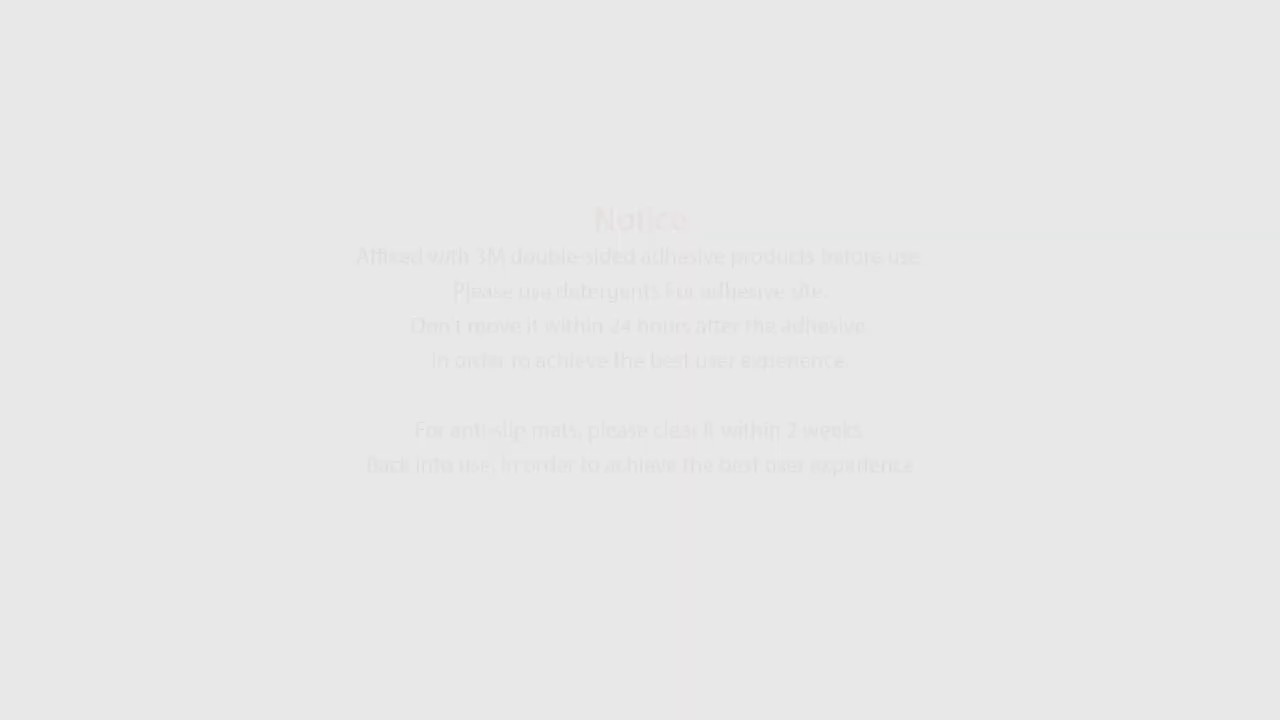 Notice
Affixed with 3M double-sided adhesive products before use
Please use detergents For adhesive site.
Don't move it within 24 hours after the adhesive.
In order to achieve the best user experience.
For anti-slip mats, please clear it within 2 weeks
Back into use, in order to achieve the best user experience